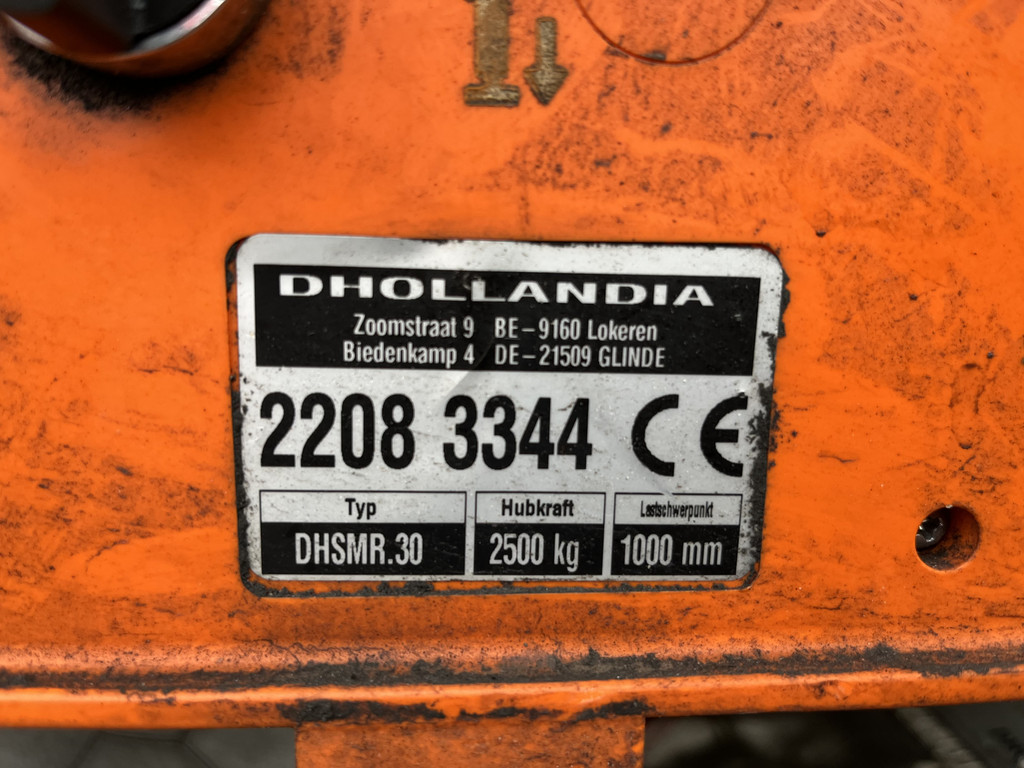 DHOLLANDIA
Zoomstraat 9 BE-9160 Lokeren
Biedenkamp 4 DE-21509 GLINDE
2208 3344 CE
Typ Hubkraft Lastschwerpunkt
DHSMR.30 2500 kg 1000 mm